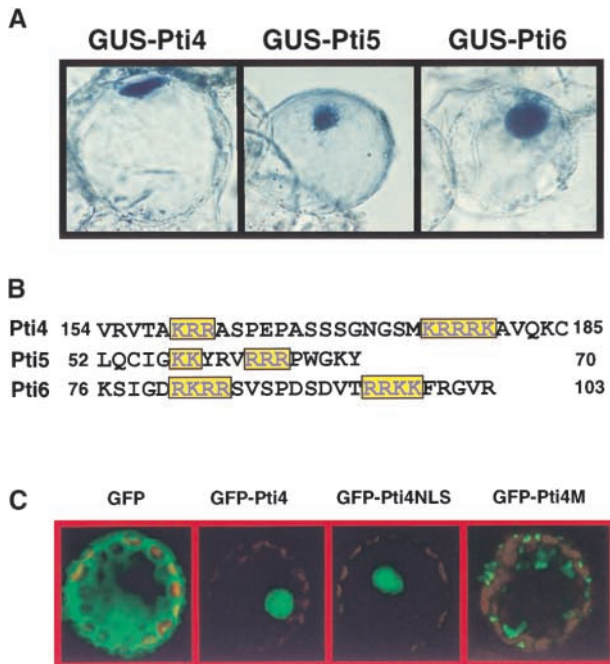 A
GUS-Pti4 GUS-Pti5 GUS-Pti6
B
Pti4 154 VRVTAKRRASPEPASSSGNGSMKRRRKAVQKC 185
Pti5 52 LQCIGKKYRVRRRPWGKY 70
Pti6 76 KSIGDRKRRSVSPDSDVTRRKKFRGVR 103
C
GFP GFP-Pti4 GFP-Pti4NLS GFP-Pti4M